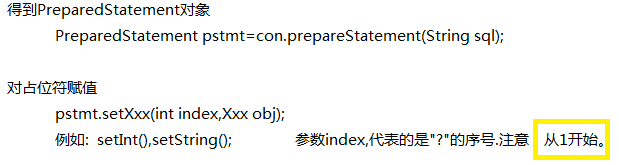 得到PreparedStatement对象
PreparedStatement pstmt=con.prepareStatement(String sql);
对占位符赋值
pstmt.setXxx(int index,Xxx obj);
例如: setInt(),setString(); 参数index,代表的是"?"的序号.注意 从1开始。